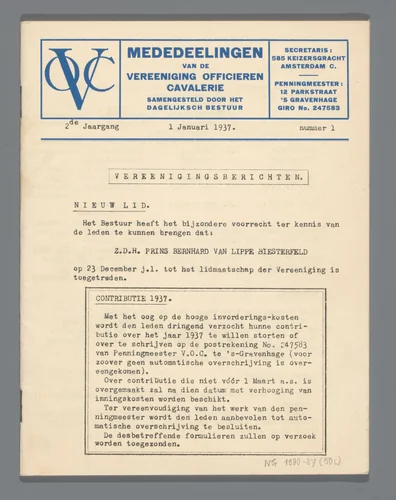 VOC
MEDEDEELINGEN
VAN DE
VEREENIGING OFFICIEREN
CAVALERIE
SAMENGESTELD DOOR HET
DAGELIJKSCH BESTUUR
SECRETARIS:
585 KEIZERSGRACHT
AMSTERDAM C.
PENNINGMEESTER:
12 PARKSTRAAT
'S GRAVENHAGE
GIRO No. 247583
2de Jaargang 1 Januari 1937. nummer 1
VEREENIGINGSBERICHTEN.
NIEUW LID.
Het Bestuur heeft het bijzondere voorrecht ter kennis van
de leden te kunnen brengen dat:
Z.D.H. PRINS BERNHARD VAN LIPPE BIESTERFELD
op 23 December j.l. tot het lidmaatschap der Vereeniging is
toegetreden.
CONTRIBUTIE 1937.
Met het oog op de hooge invorderings-kosten
wordt den leden dringend verzocht hunne contri-
butie over het jaar 1937 te willen storten of
over te schrijven op de postrekening No. 247583
van Penningmeester V.O.C. te 's-Gravenhage (voor
zoover geen automatische overschrijving is over-
eengekomen).
Over contributie die niet vóór 1 Maart a.s. is
overgemaakt zal na dien datum met verhooging van
inningskosten worden beschikt.
Ter vereenvoudiging van het werk van den pen-
ningmeester wordt den leden aanbevolen tot auto-
matische overschrijving te besluiten.
De desbetreffende formulieren zullen op verzoek
worden toegezonden.